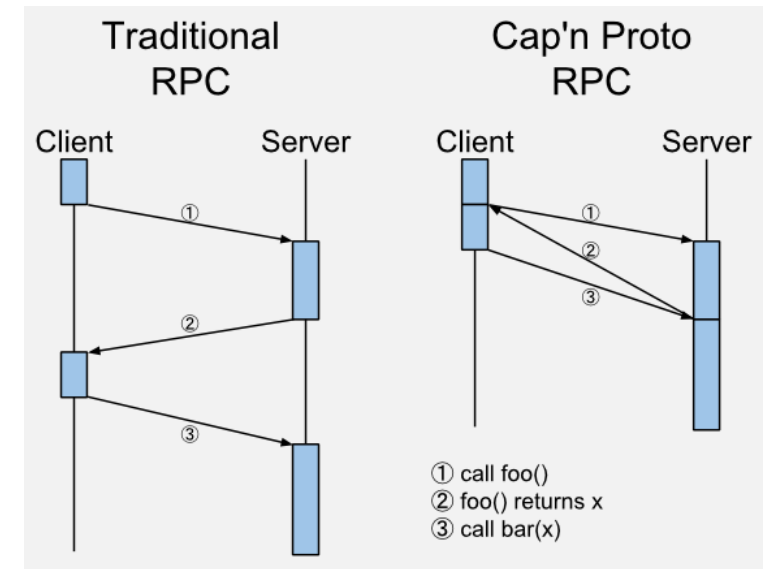 Traditional
RPC
Client
Server
①
②
③
Cap'n Proto
RPC
Client
Server
①
②
③
① call foo()
② foo() returns x
③ call bar(x)